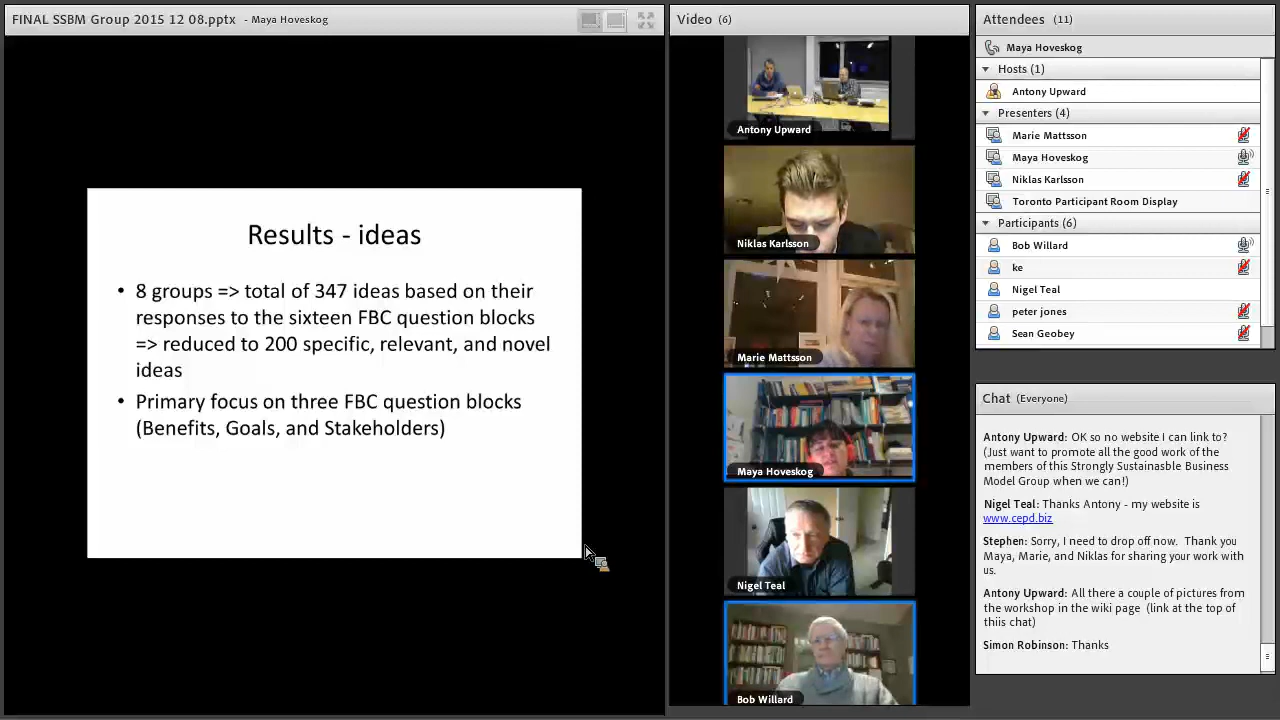 FINAL SSBM Group 2015 12 08.pptx - Maya Hoveskog
Results - ideas
• 8 groups => total of 347 ideas based on their
responses to the sixteen FBC question blocks
=> reduced to 200 specific, relevant, and novel
ideas
• Primary focus on three FBC question blocks
(Benefits, Goals, and Stakeholders)
Video (6)
Antony Upward
Niklas Karlsson
Marie Mattsson
Maya Hoveskog
Nigel Teal
Bob Willard
Attendees (11)
Maya Hoveskog
Hosts (1)
Antony Upward
Presenters (4)
Marie Mattsson
Maya Hoveskog
Niklas Karlsson
Toronto Participant Room Display
Participants (6)
Bob Willard
ke
Nigel Teal
peter jones
Sean Geobey
Chat (Everyone)
Antony Upward: OK so no website I can link to?
(Just want to promote all the good work of the
members of this Strongly Sustainasble Business
Model Group when we can!)
Nigel Teal: Thanks Antony - my website is
www.cepd.biz
Stephen: Sorry, I need to drop off now. Thank you
Maya, Marie, and Niklas for sharing your work with
us.
Antony Upward: All there a couple of pictures from
the workshop in the wiki page (link at the top of
thiis chat)
Simon Robinson: Thanks